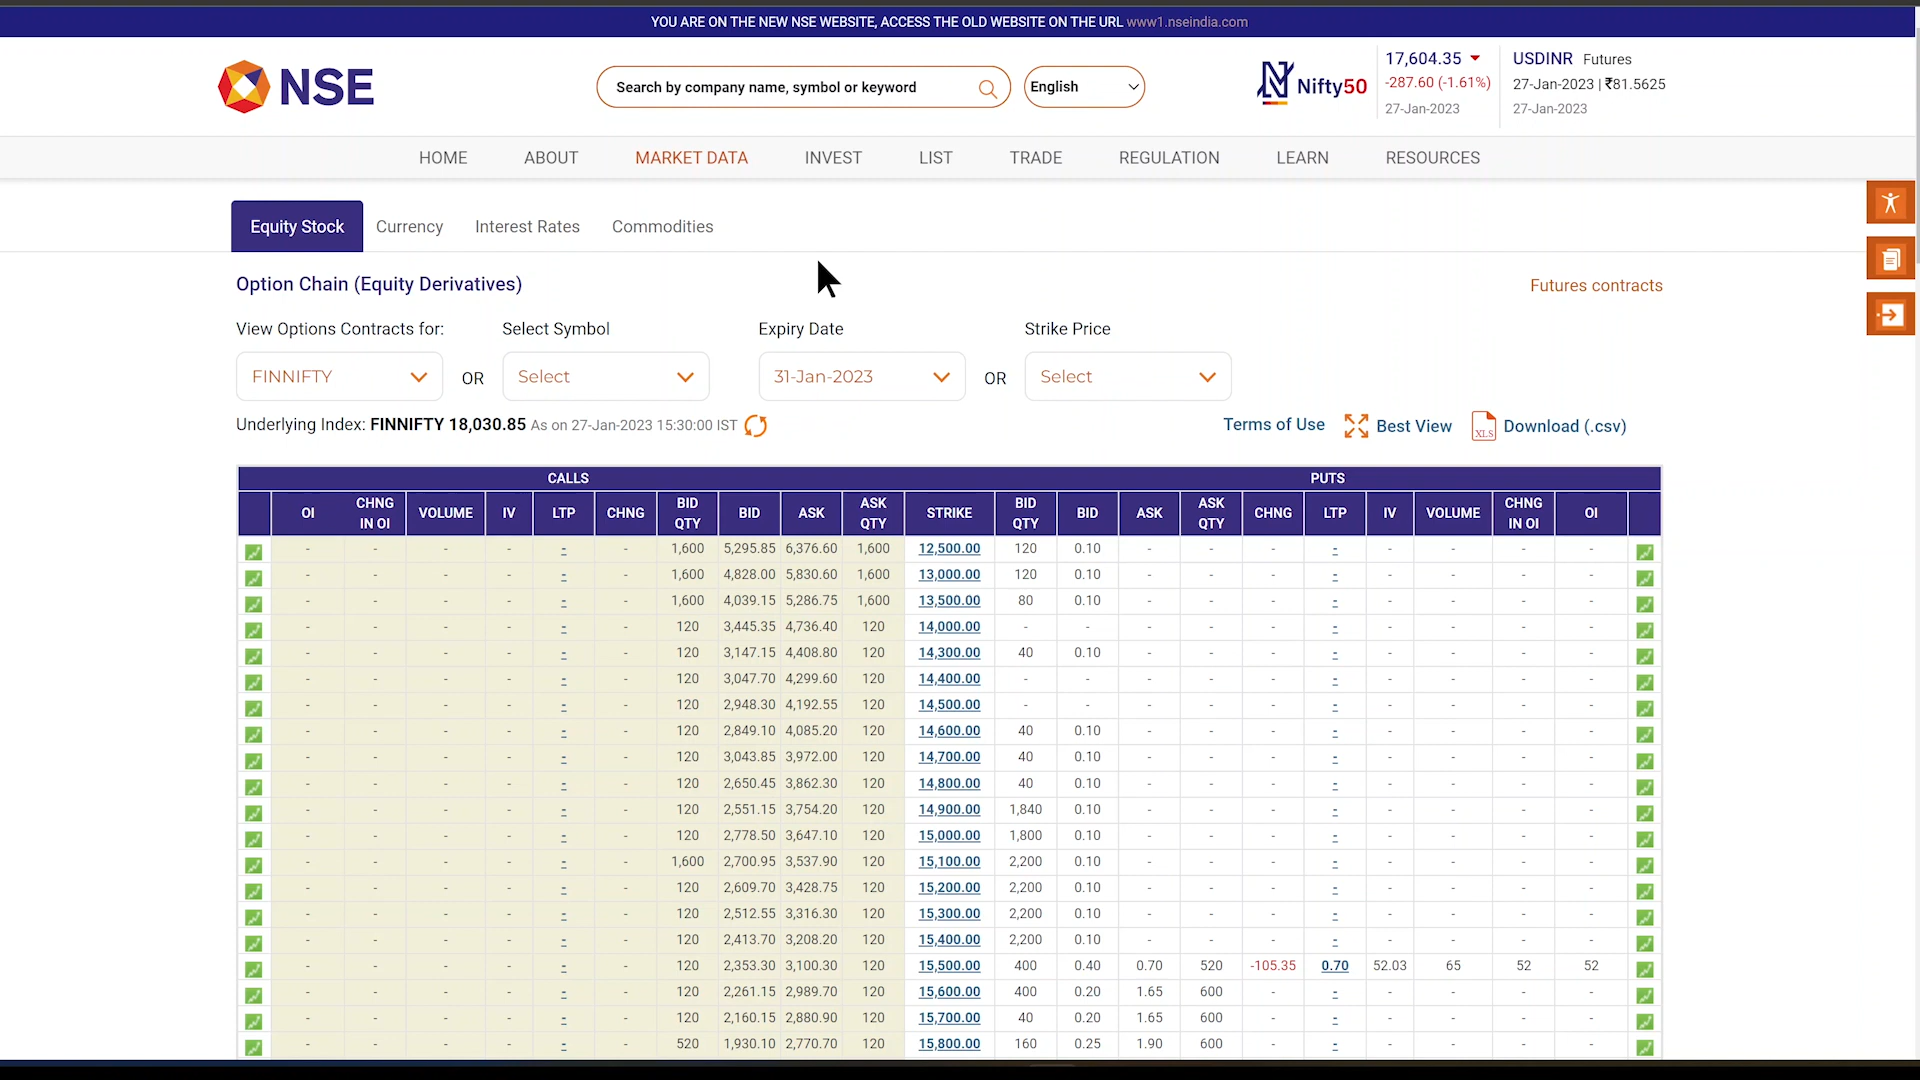 YOU ARE ON THE NEW NSE WEBSITE, ACCESS THE OLD WEBSITE ON THE URL www1.nseindia.com
NSE
Search by company name, symbol or keyword
English
Nifty50
17,604.35
-287.60 (-1.61%)
27-Jan-2023
USDINR Futures
27-Jan-2023 | ₹81.5625
27-Jan-2023
HOME ABOUT MARKET DATA INVEST LIST TRADE REGULATION LEARN RESOURCES
Equity Stock Currency Interest Rates Commodities
Option Chain (Equity Derivatives)
Futures contracts
View Options Contracts for: Select Symbol Expiry Date Strike Price
FINNIFTY OR Select 31-Jan-2023 OR Select
Underlying Index: FINNIFTY 18,030.85 As on 27-Jan-2023 15:30:00 IST
Terms of Use Best View XLS Download (.csv)
CALLS PUTS
OI CHNG IN OI VOLUME IV LTP CHNG BID QTY BID ASK ASK QTY STRIKE BID QTY BID ASK ASK QTY CHNG LTP IV VOLUME CHNG IN OI OI
- - - - - - 1,600 5,295.85 6,376.60 1,600 12,500.00 120 0.10 - - - - - - - -
- - - - - - 1,600 4,828.00 5,830.60 1,600 13,000.00 120 0.10 - - - - - - - -
- - - - - - 1,600 4,039.15 5,286.75 1,600 13,500.00 80 0.10 - - - - - - - -
- - - - - - 120 3,445.35 4,736.40 120 14,000.00 - - - - - - - - - -
- - - - - - 120 3,147.15 4,408.80 120 14,300.00 40 0.10 - - - - - - - -
- - - - - - 120 3,047.70 4,299.60 120 14,400.00 - - - - - - - - - -
- - - - - - 120 2,948.30 4,192.55 120 14,500.00 - - - - - - - - - -
- - - - - - 120 2,849.10 4,085.20 120 14,600.00 40 0.10 - - - - - - - -
- - - - - - 120 3,043.85 3,972.00 120 14,700.00 40 0.10 - - - - - - - -
- - - - - - 120 2,650.45 3,862.30 120 14,800.00 40 0.10 - - - - - - - -
- - - - - - 120 2,551.15 3,754.20 120 14,900.00 1,840 0.10 - - - - - - - -
- - - - - - 120 2,778.50 3,647.10 120 15,000.00 1,800 0.10 - - - - - - - -
- - - - - - 1,600 2,700.95 3,537.90 120 15,100.00 2,200 0.10 - - - - - - - -
- - - - - - 120 2,609.70 3,428.75 120 15,200.00 2,200 0.10 - - - - - - - -
- - - - - - 120 2,512.55 3,316.30 120 15,300.00 2,200 0.10 - - - - - - - -
- - - - - - 120 2,413.70 3,208.20 120 15,400.00 2,200 0.10 - - - - - - - -
- - - - - - 120 2,353.30 3,100.30 120 15,500.00 400 0.40 0.70 520 -105.35 0.70 52.03 65 52 52
- - - - - - 120 2,261.15 2,989.70 120 15,600.00 400 0.20 1.65 600 - - - - - -
- - - - - - 120 2,160.15 2,880.90 120 15,700.00 40 0.20 1.65 600 - - - - - -
- - - - - - 520 1,930.10 2,770.70 120 15,800.00 160 0.25 1.90 600 - - - - - -